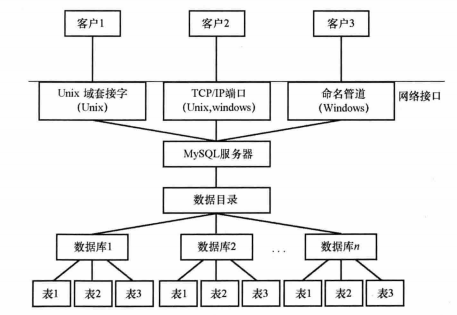 客户1
客户2
客户3
Unix 域套接字
(Unix)
TCP/IP端口
(Unix,windows)
命名管道
(Windows)
网络接口
MySQL服务器
数据目录
数据库1
数据库2
...
数据库n
表1
表2
表3
表1
表2
表3
表1
表2
表3